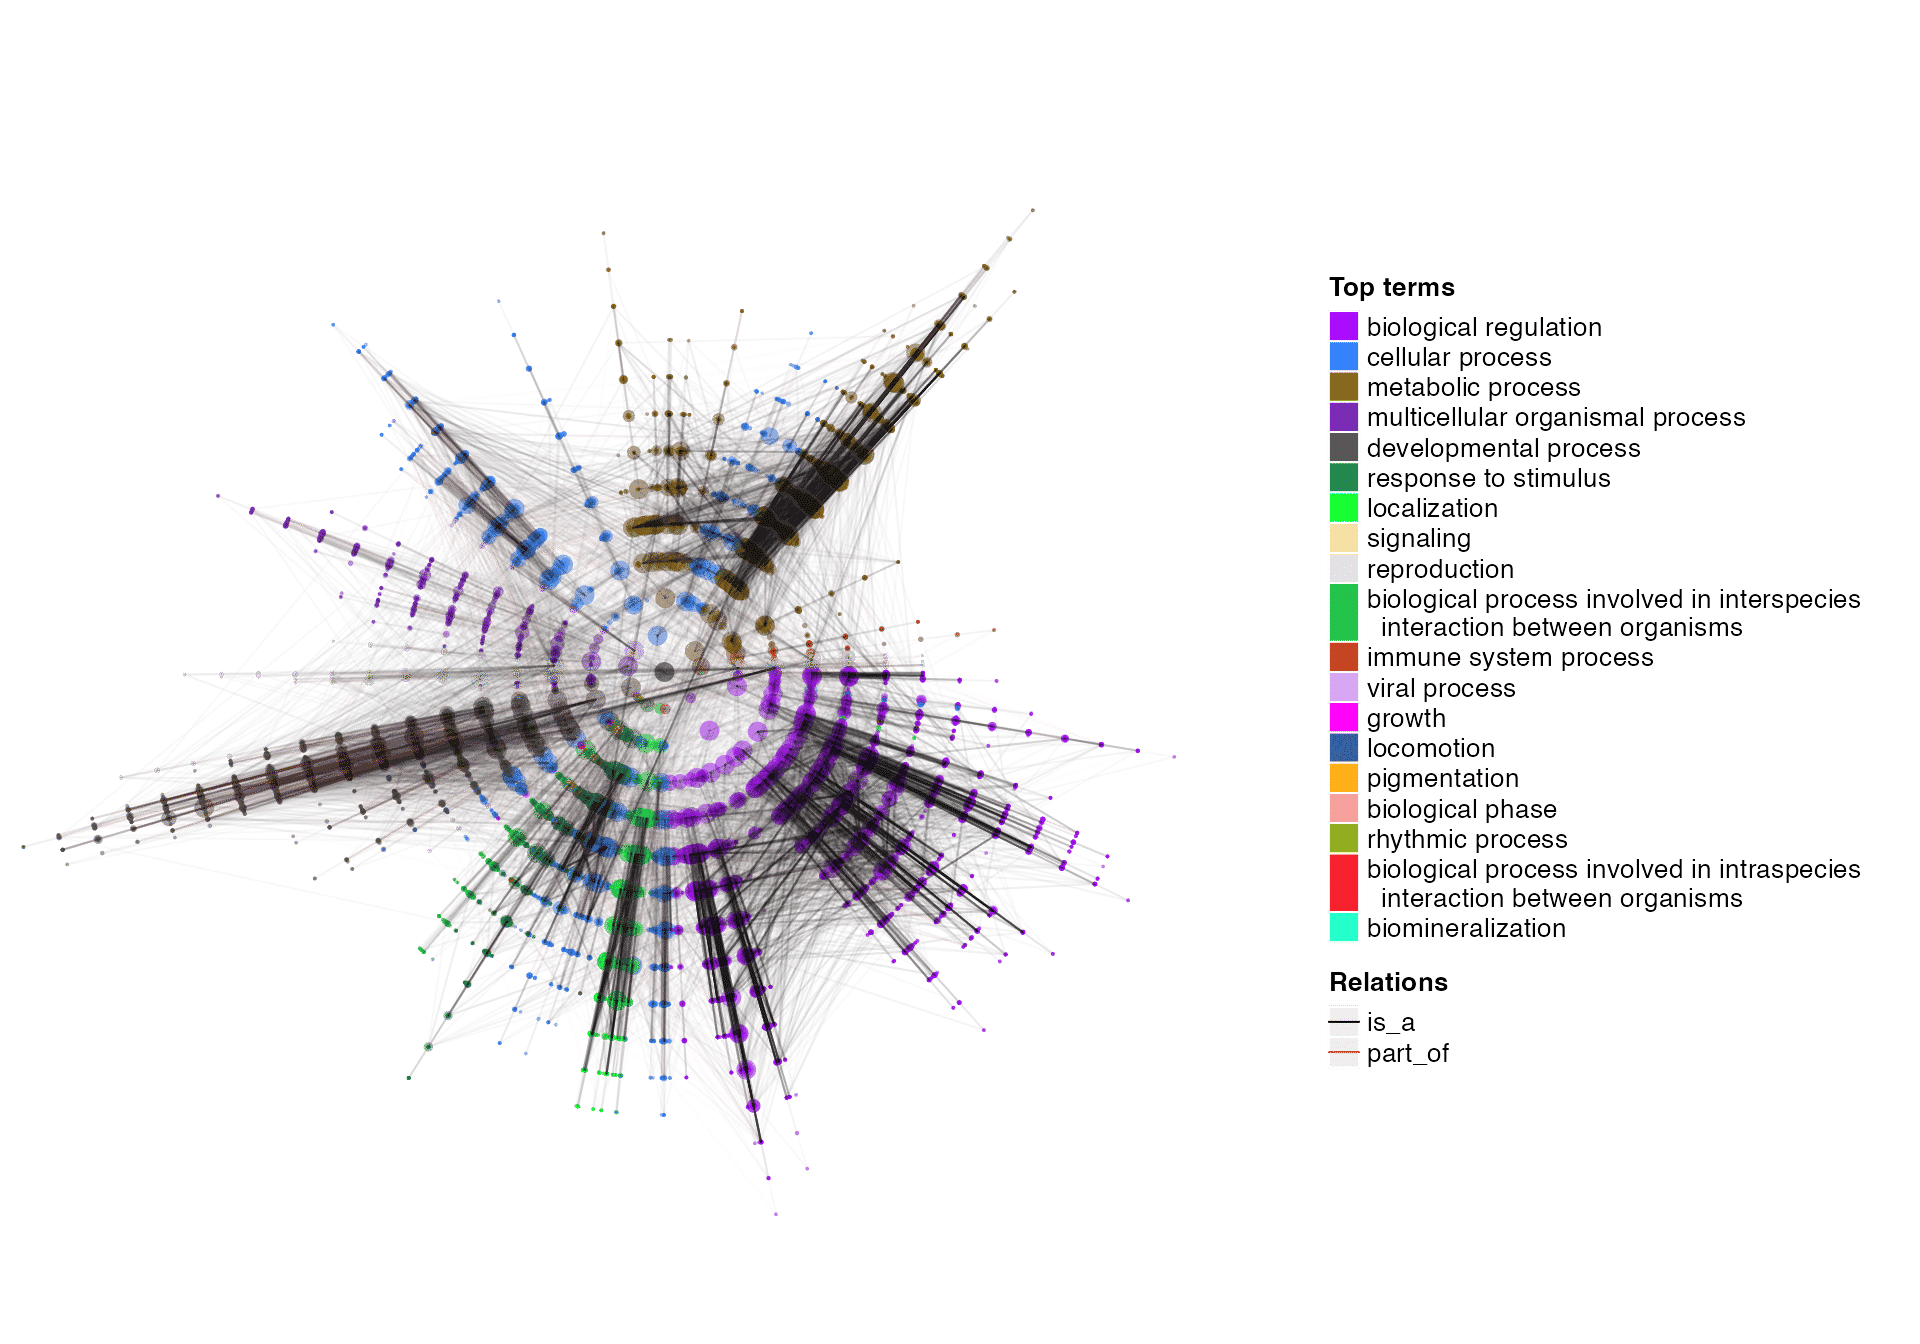 Top terms
biological regulation
cellular process
metabolic process
multicellular organismal process
developmental process
response to stimulus
localization
signaling
reproduction
biological process involved in interspecies
interaction between organisms
immune system process
viral process
growth
locomotion
pigmentation
biological phase
rhythmic process
biological process involved in intraspecies
interaction between organisms
biomineralization
Relations
is_a
part_of